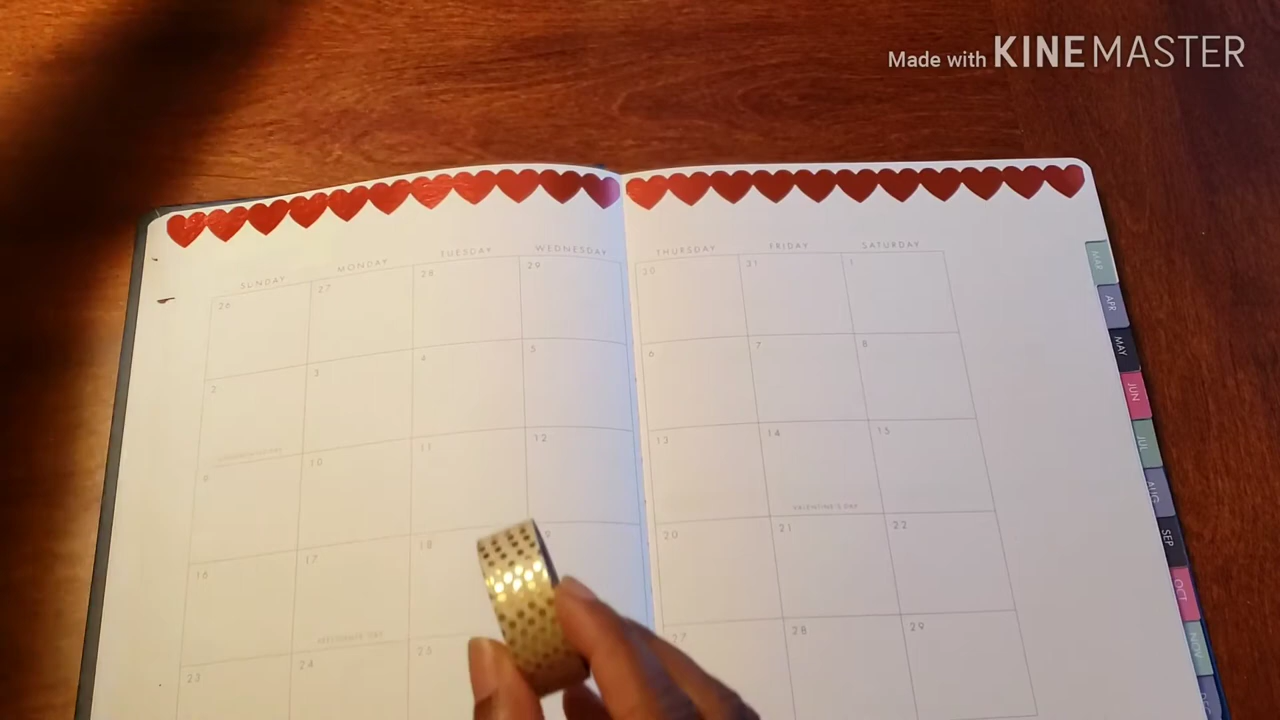 Made with KINEMASTER
SUNDAY MONDAY TUESDAY WEDNESDAY THURSDAY FRIDAY SATURDAY
26 27 28 29 30 31 1
2 3 4 5 6 7 8
9 10 11 12 13 14 15
VALENTINE'S DAY
16 17 18 9 20 21 22
23 24 25 27 28 29
MAR
APR
MAY
JUN
JUL
AUG
SEP
OCT
NOV